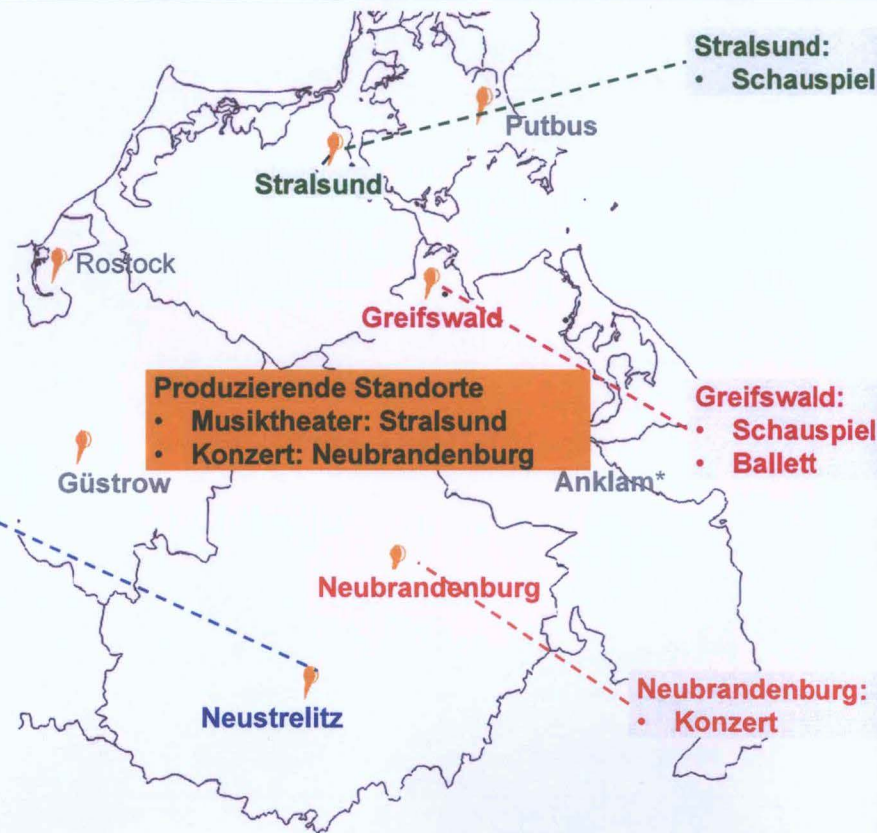 Stralsund:
• Schauspiel
Putbus
Stralsund
Rostock
Greifswald
Produzierende Standorte
• Musiktheater: Stralsund
• Konzert: Neubrandenburg
Greifswald:
• Schauspiel
• Ballett
Güstrow
Anklam*
Neubrandenburg
Neubrandenburg:
• Konzert
Neustrelitz